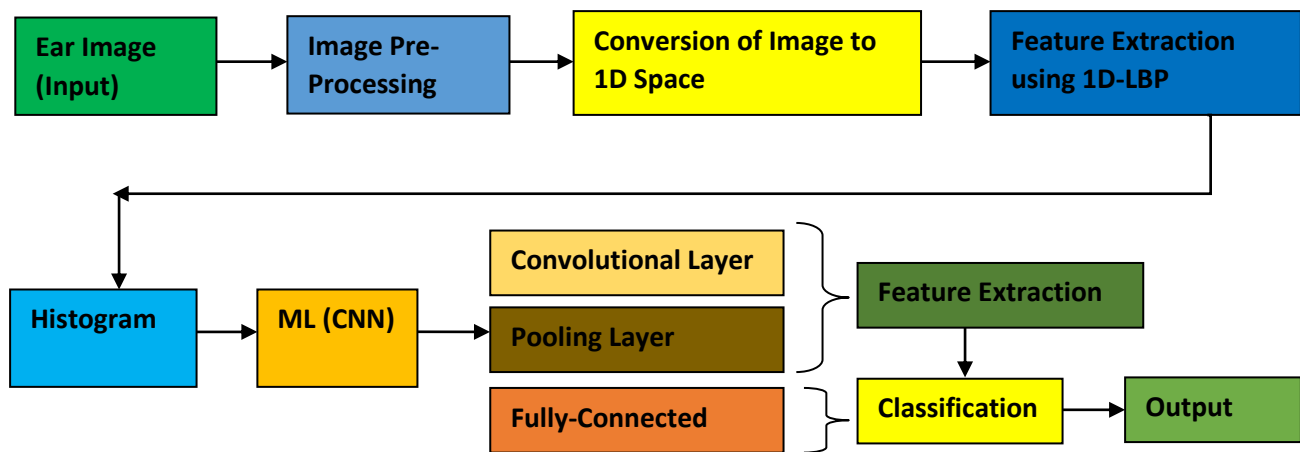 Ear Image
(Input)
Image Pre-
Processing
Conversion of Image to
1D Space
Feature Extraction
using 1D-LBP
Histogram
ML (CNN)
Convolutional Layer
Pooling Layer
Fully-Connected
Feature Extraction
Classification
Output